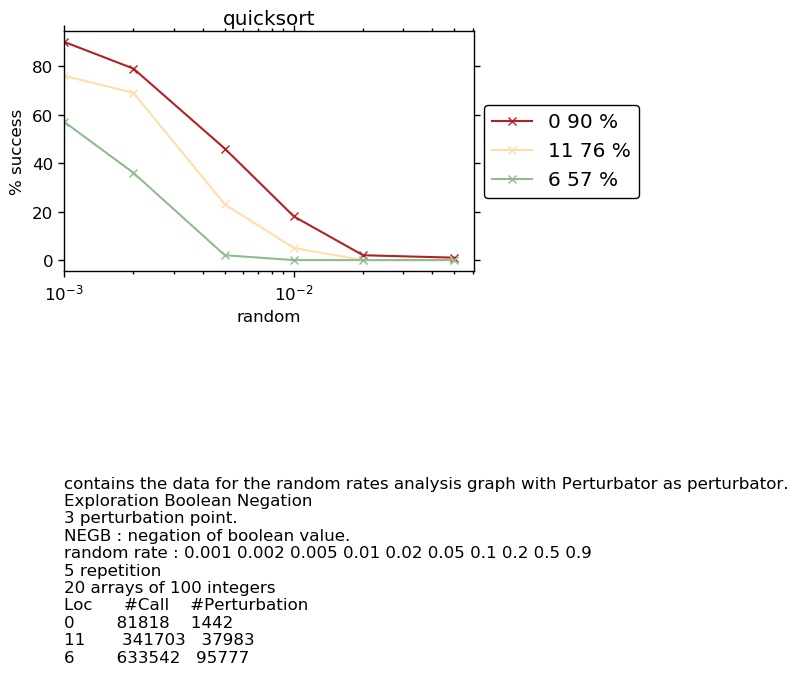 quicksort
80
60
40
20
0
% success
10⁻³
10⁻²
random
0 90 %
11 76 %
6 57 %
contains the data for the random rates analysis graph with Perturbator as perturbator.
Exploration Boolean Negation
3 perturbation point.
NEGB : negation of boolean value.
random rate : 0.001 0.002 0.005 0.01 0.02 0.05 0.1 0.2 0.5 0.9
5 repetition
20 arrays of 100 integers
Loc #Call #Perturbation
0 81818 1442
11 341703 37983
6 633542 95777